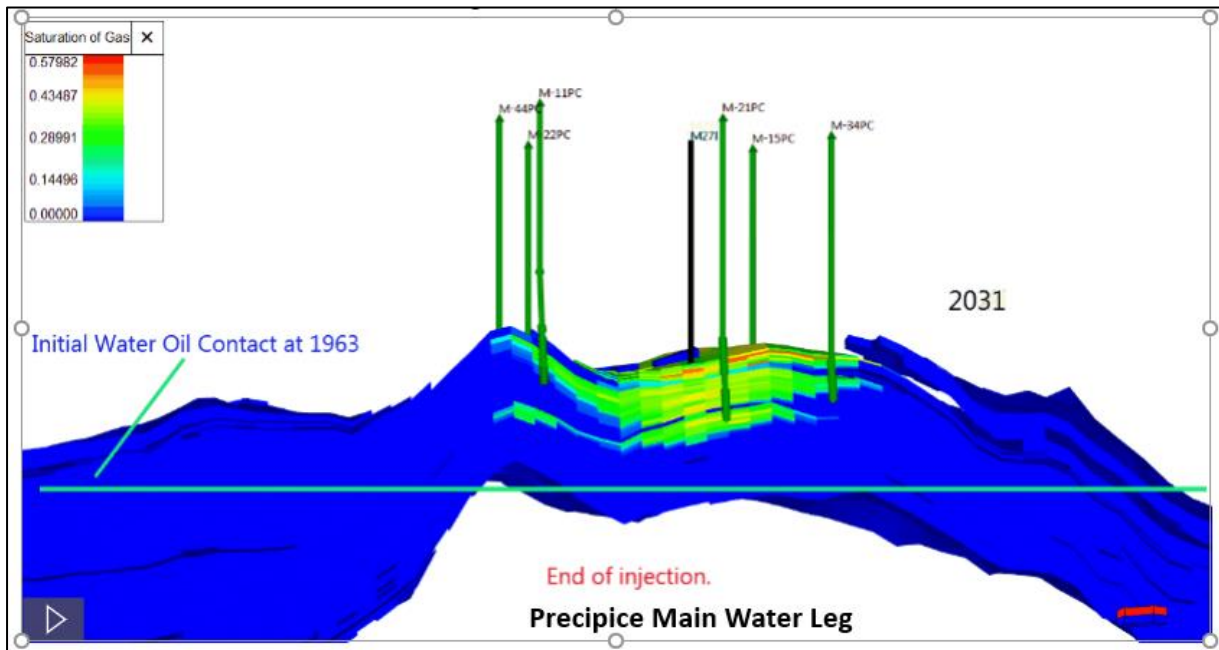 Saturation of Gas X
0.57982
0.43487
0.28991
0.14496
0.00000
M-44PC
M-11PC
M-22PC
M27I
M-21PC
M-15PC
M-34PC
2031
Initial Water Oil Contact at 1963
End of injection.
Precipice Main Water Leg